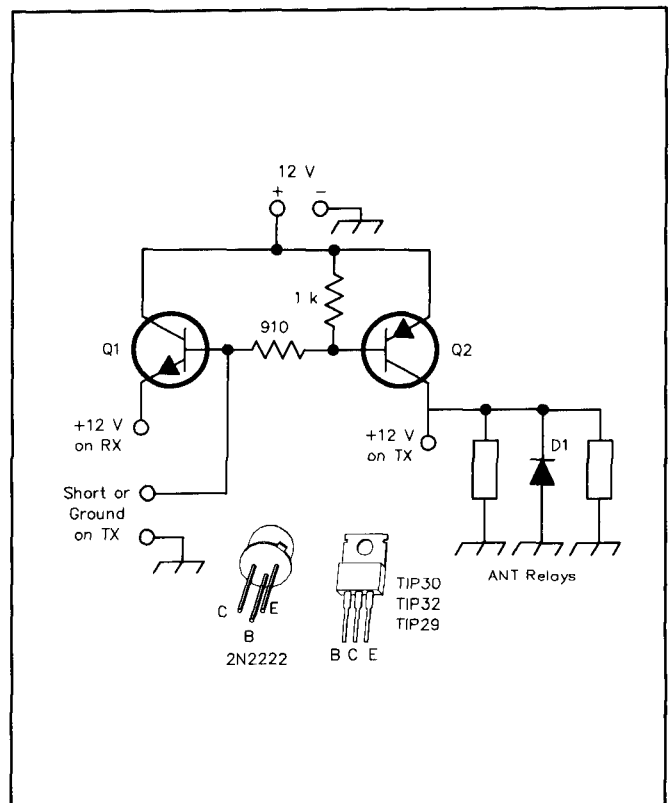 12 V
+ -
1 k
910
Q1
Q2
+12 V
on RX
+12 V
on TX
D1
Short or
Ground
on TX
ANT Relays
C
B
E
2N2222
TIP30
TIP32
TIP29
B C E